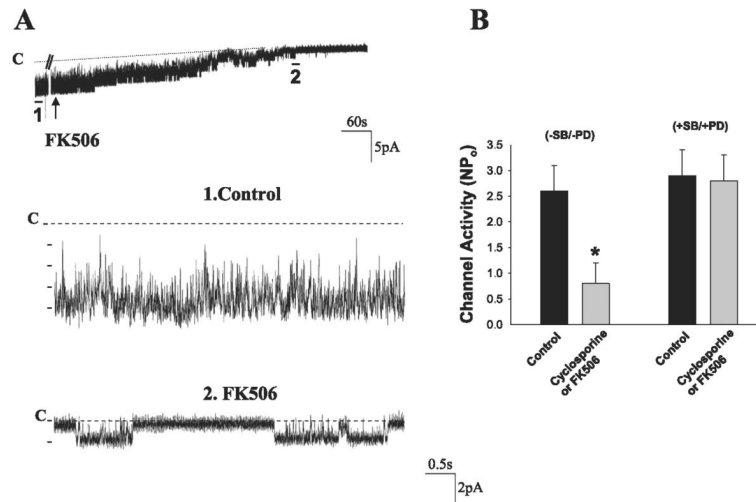 A
C
1
FK506
2
60s
5pA
1.Control
C
2. FK506
C
0.5s
2pA
B
(-SB/-PD)
(+SB/+PD)
Channel Activity (NPo)
3.5
3.0
2.5
2.0
1.5
1.0
0.5
0.0
*
Control
Cyclosporine
or FK506
Control
Cyclosporine
or FK506